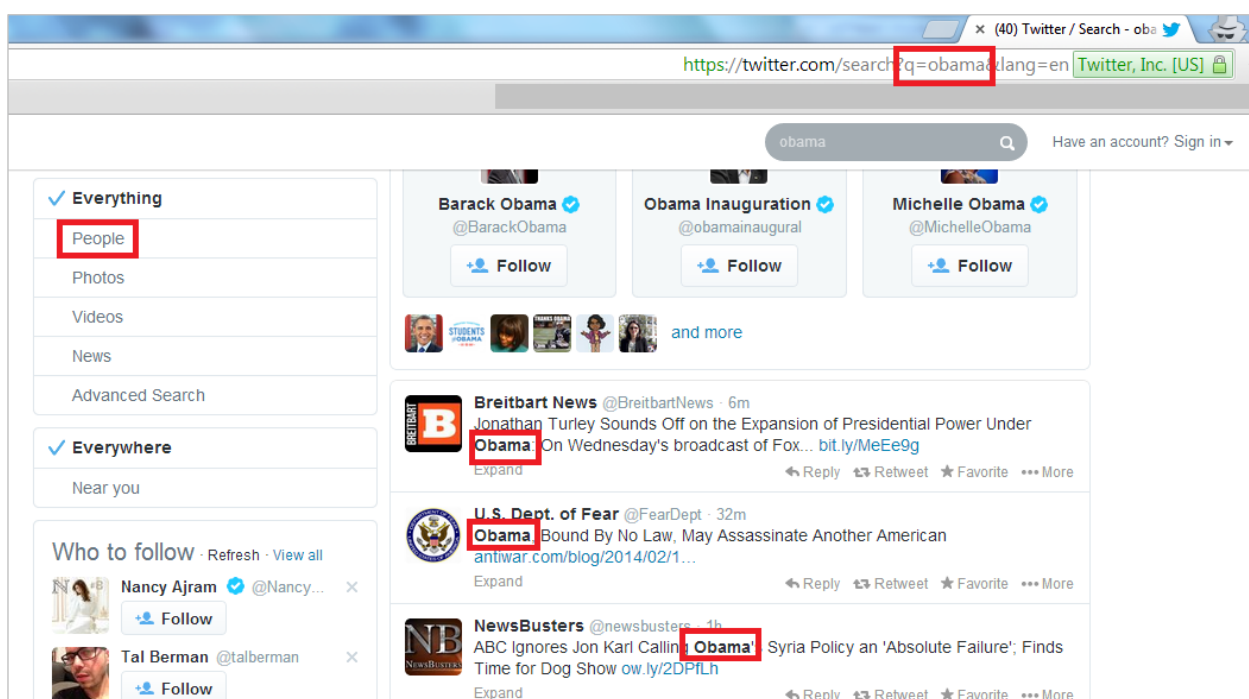 (40) Twitter / Search - oba
https://twitter.com/search?q=obama&lang=en Twitter, Inc. [US]
obama
Have an account? Sign in
Everything
People
Photos
Videos
News
Advanced Search
Everywhere
Near you
Who to follow · Refresh · View all
Nancy Ajram @Nancy...
Follow
Tal Berman @talberman
Follow
Barack Obama
@BarackObama
Follow
Obama Inauguration
@obamainaugural
Follow
Michelle Obama
@MichelleObama
Follow
STUDENTS
THANKS OBAMA
and more
BREITBART
B
Breitbart News @BreitbartNews · 6m
Jonathan Turley Sounds Off on the Expansion of Presidential Power Under
Obama: On Wednesday's broadcast of Fox... bit.ly/MeEe9g
Expand
Reply Retweet Favorite More
U.S. Dept. of Fear @FearDept · 32m
Obama, Bound By No Law, May Assassinate Another American
antiwar.com/blog/2014/02/1...
Expand
Reply Retweet Favorite More
NB
NEWSBUSTERS
NewsBusters @newsbusters · 1h
ABC Ignores Jon Karl Calling Obama's Syria Policy an 'Absolute Failure'; Finds
Time for Dog Show ow.ly/2DPfLh
Expand
Reply Retweet Favorite More